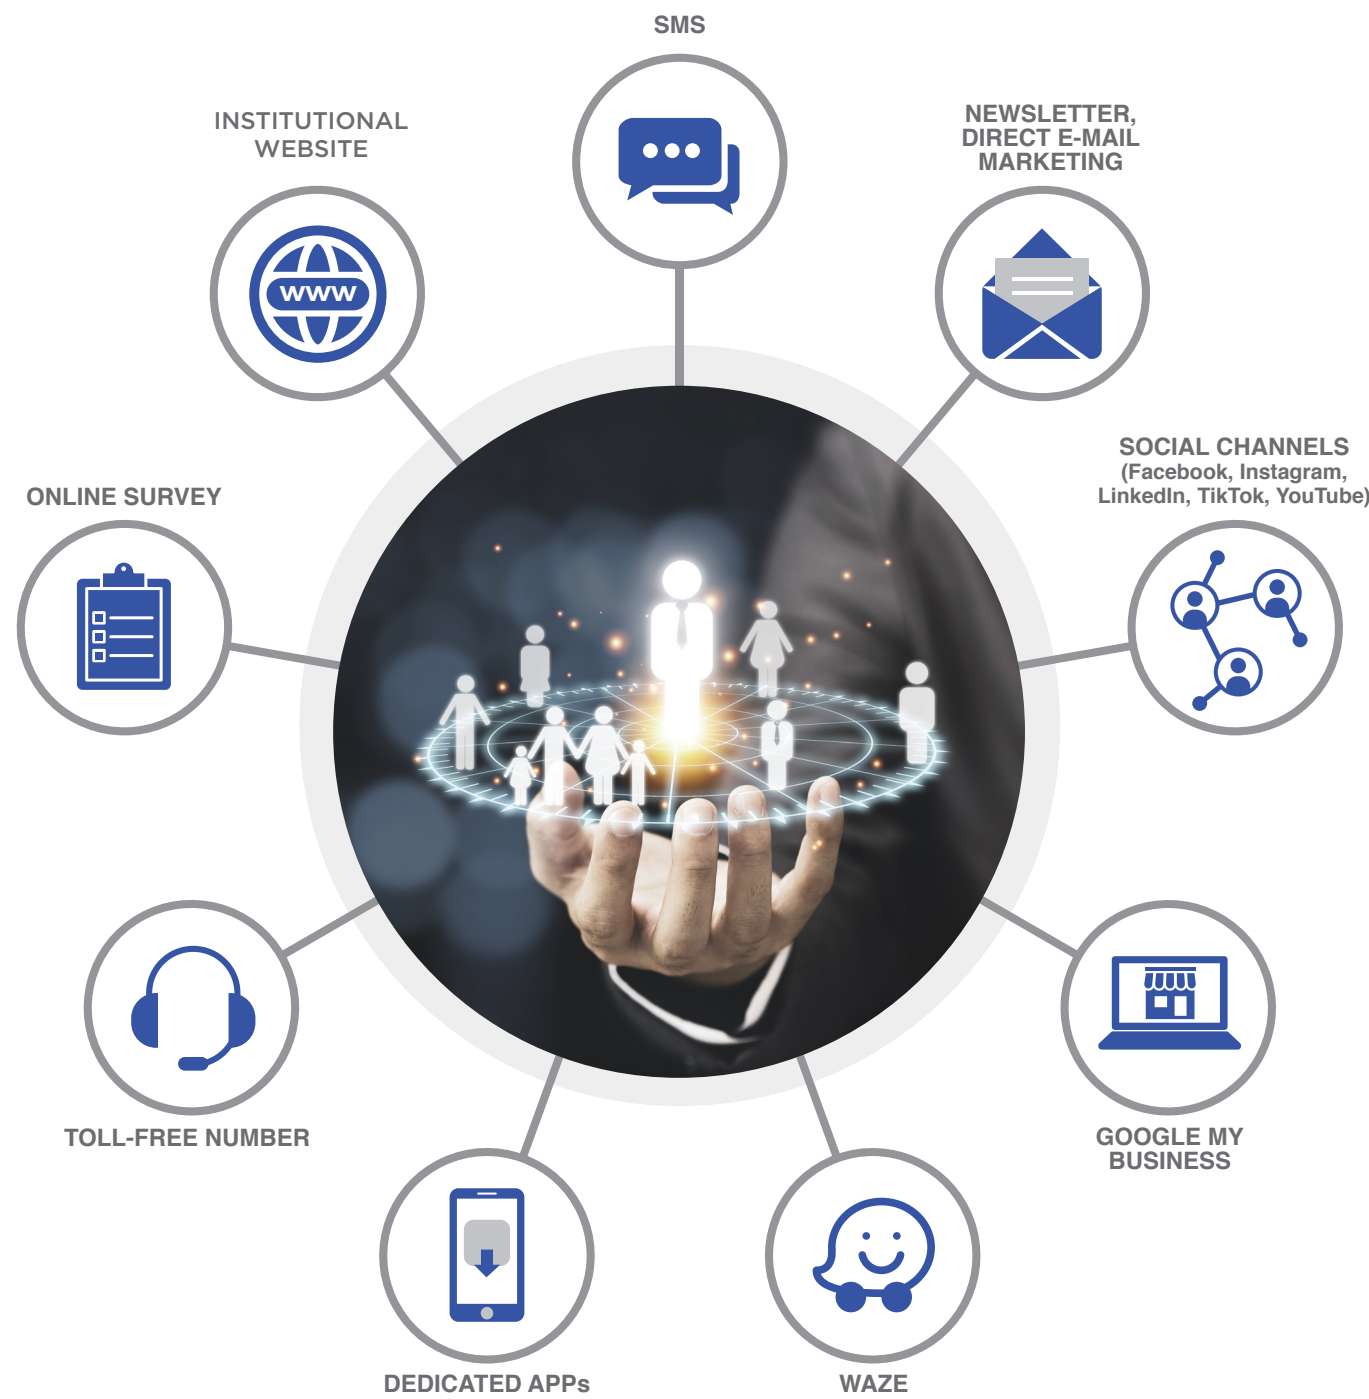 SMS
INSTITUTIONAL
WEBSITE
www
NEWSLETTER,
DIRECT E-MAIL
MARKETING
SOCIAL CHANNELS
(Facebook, Instagram,
LinkedIn, TikTok, YouTube)
ONLINE SURVEY
TOLL-FREE NUMBER
GOOGLE MY
BUSINESS
DEDICATED APPs
WAZE